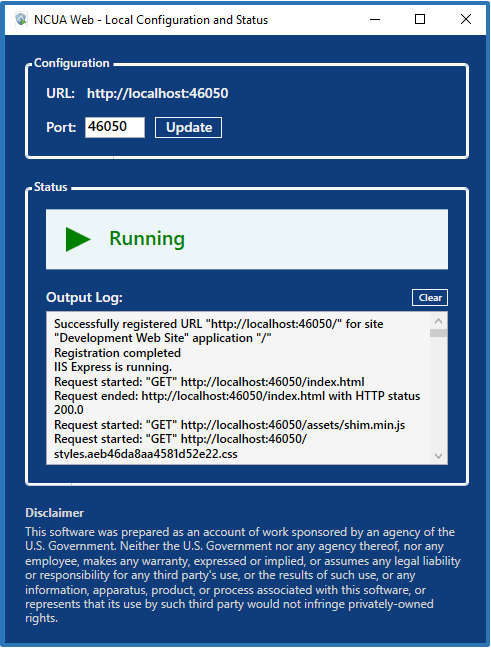 NCUA Web - Local Configuration and Status
Configuration
URL: http://localhost:46050
Port: 46050 Update
Status
Running
Output Log: Clear
Successfully registered URL "http://localhost:46050/" for site
"Development Web Site" application "/"
Registration completed
IIS Express is running.
Request started: "GET" http://localhost:46050/index.html
Request ended: http://localhost:46050/index.html with HTTP status
200.0
Request started: "GET" http://localhost:46050/assets/shim.min.js
Request started: "GET" http://localhost:46050/
styles.aeb46da8aa4581d52e22.css
Disclaimer
This software was prepared as an account of work sponsored by an agency of the
U.S. Government. Neither the U.S. Government nor any agency thereof, nor any
employee, makes any warranty, expressed or implied, or assumes any legal liability
or responsibility for any third party's use, or the results of such use, or any
information, apparatus, product, or process associated with this software, or
represents that its use by such third party would not infringe privately-owned
rights.